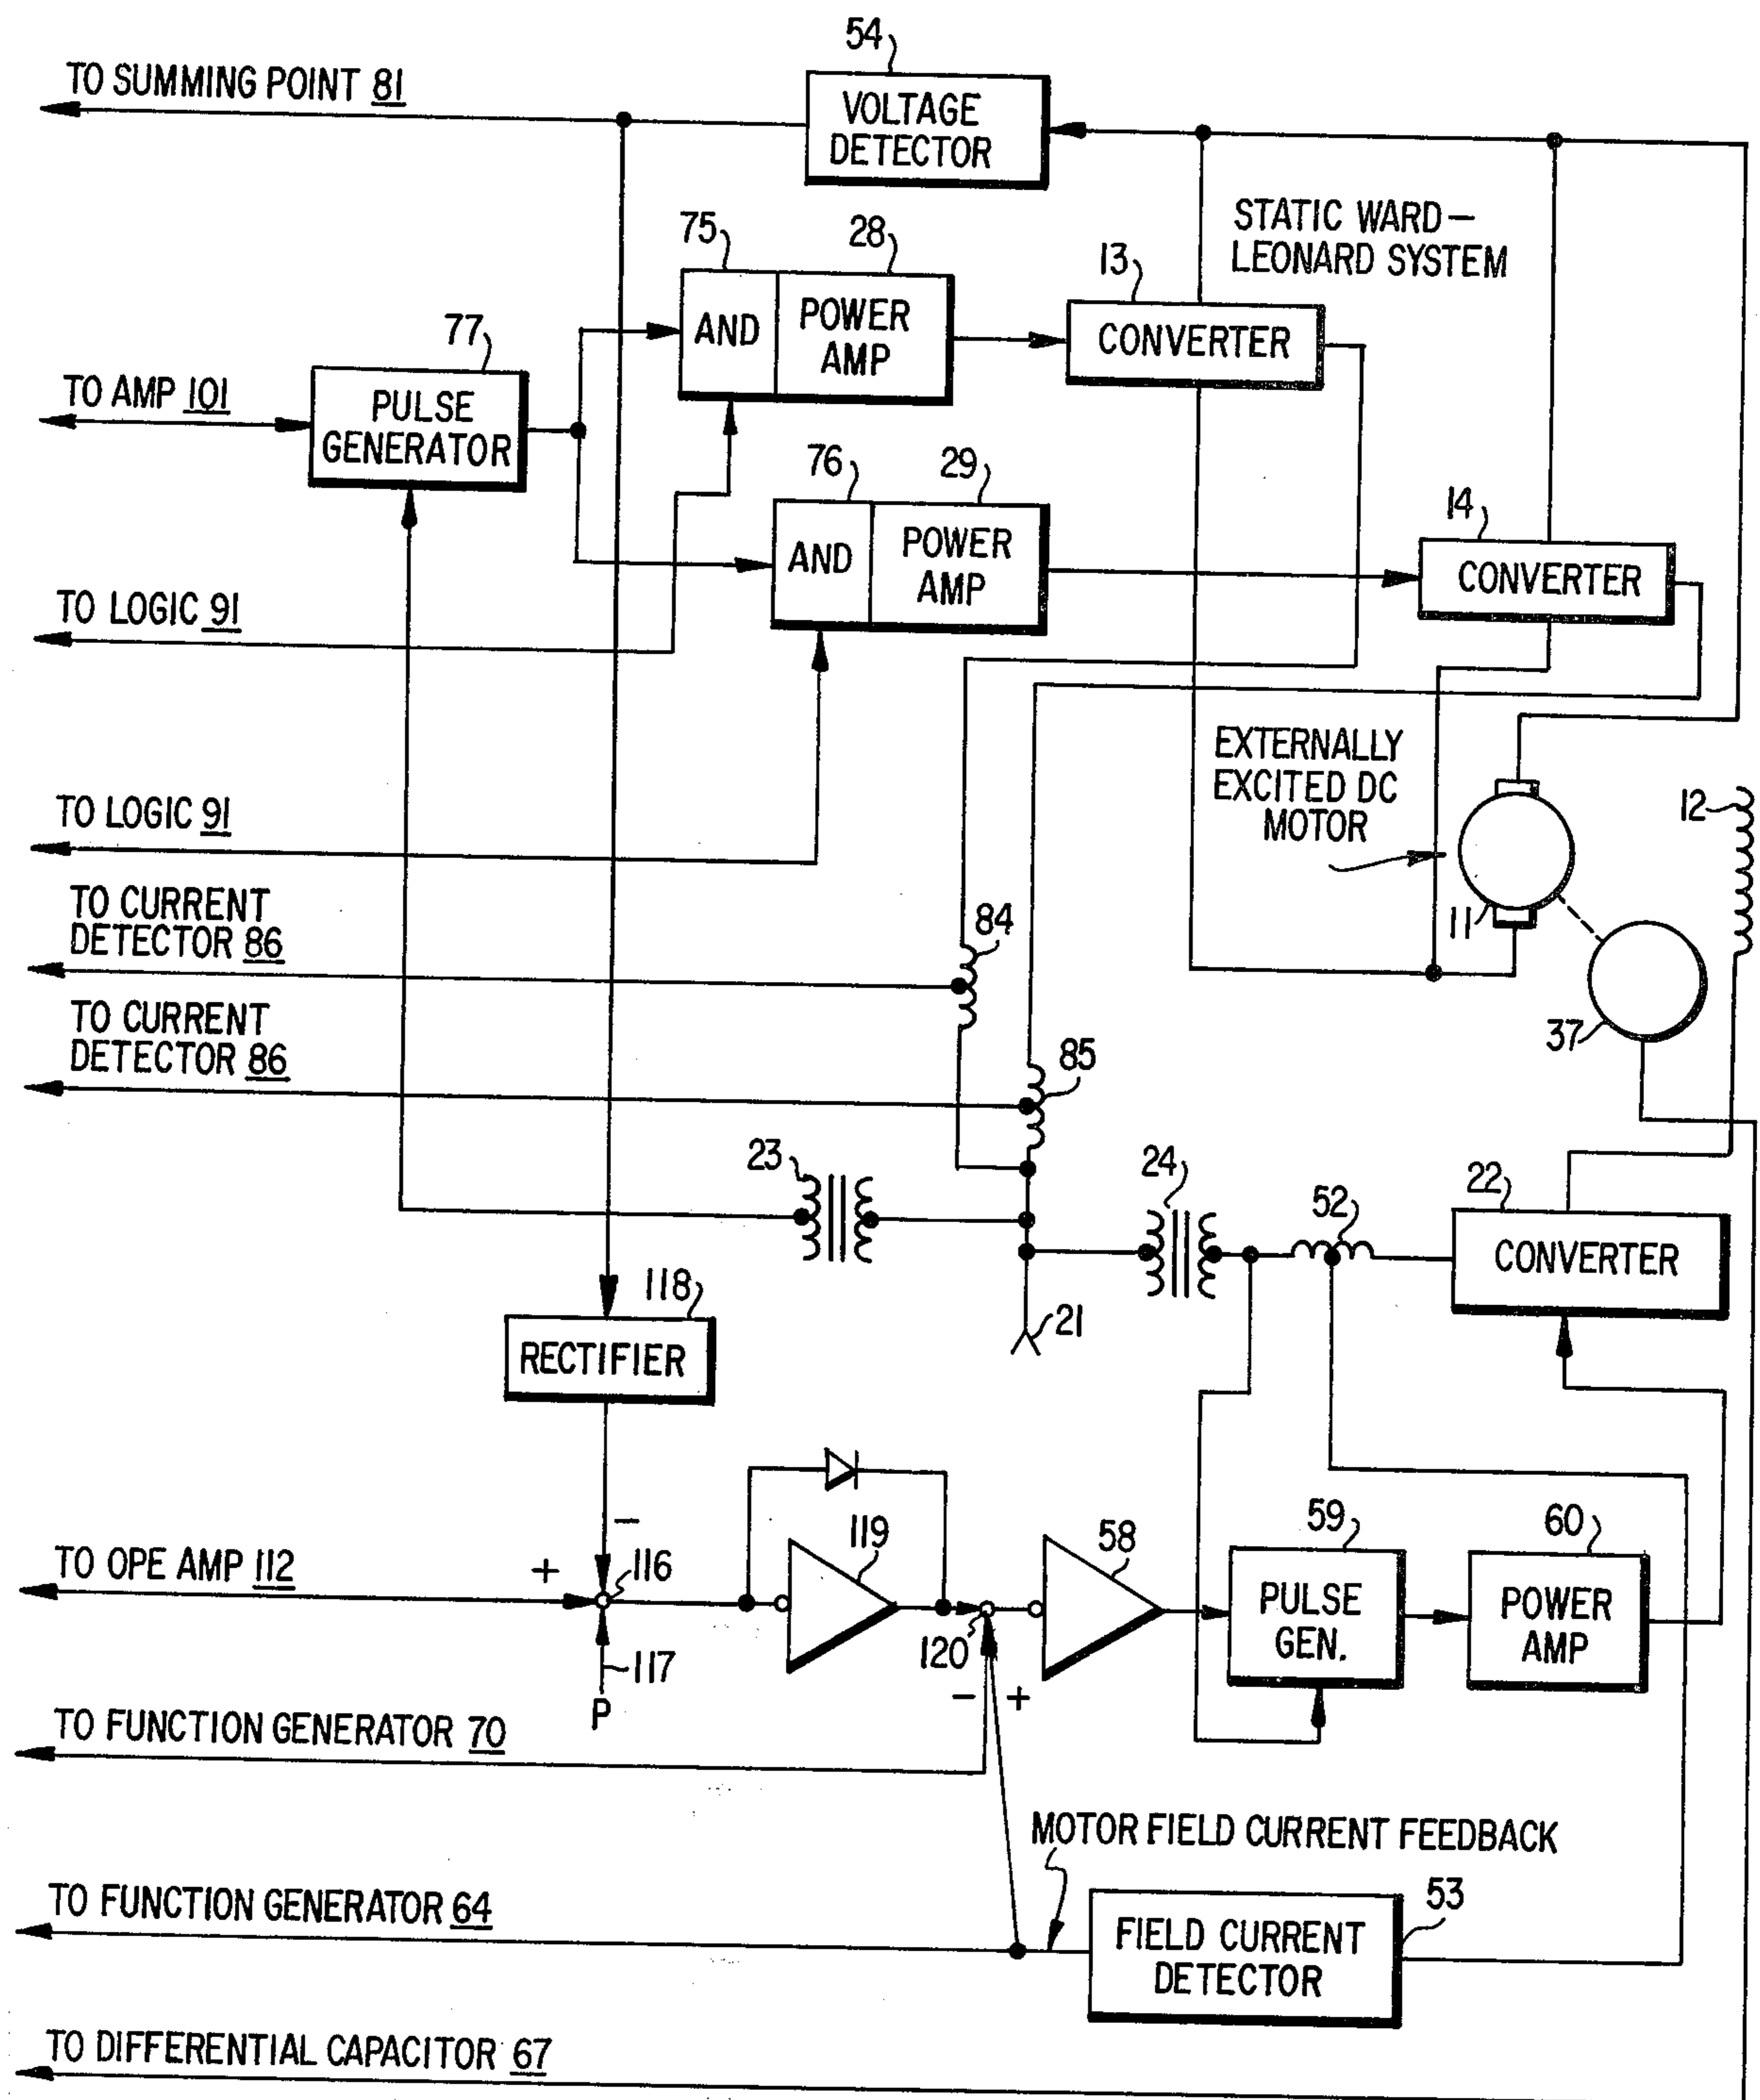 54
TO SUMMING POINT 81
VOLTAGE
DETECTOR
STATIC WARD—
LEONARD SYSTEM
75
28
13
AND
POWER
AMP
CONVERTER
77
TO AMP 101
PULSE
GENERATOR
76
29
14
AND
POWER
AMP
CONVERTER
TO LOGIC 91
EXTERNALLY
EXCITED DC
MOTOR
12
TO LOGIC 91
11
TO CURRENT
DETECTOR 86
84
TO CURRENT
DETECTOR 86
37
85
23
24
52
22
CONVERTER
118
21
RECTIFIER
119
58
59
60
−
TO OPE AMP 112
+
116
PULSE
GEN.
POWER
AMP
120
117
P
− +
TO FUNCTION GENERATOR 70
MOTOR FIELD CURRENT FEEDBACK
TO FUNCTION GENERATOR 64
53
FIELD CURRENT
DETECTOR
TO DIFFERENTIAL CAPACITOR 67